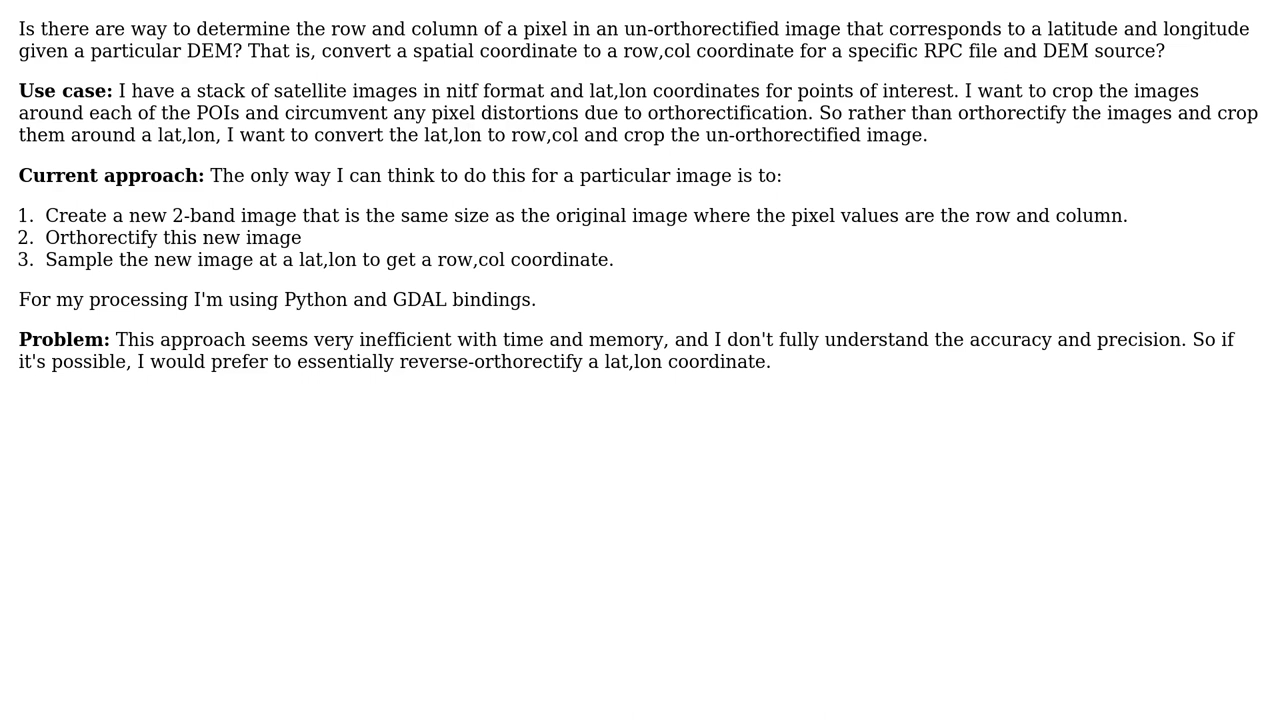 Is there are way to determine the row and column of a pixel in an un-orthorectified image that corresponds to a latitude and longitude
given a particular DEM? That is, convert a spatial coordinate to a row,col coordinate for a specific RPC file and DEM source?
Use case: I have a stack of satellite images in nitf format and lat,lon coordinates for points of interest. I want to crop the images
around each of the POIs and circumvent any pixel distortions due to orthorectification. So rather than orthorectify the images and crop
them around a lat,lon, I want to convert the lat,lon to row,col and crop the un-orthorectified image.
Current approach: The only way I can think to do this for a particular image is to:
1. Create a new 2-band image that is the same size as the original image where the pixel values are the row and column.
2. Orthorectify this new image
3. Sample the new image at a lat,lon to get a row,col coordinate.
For my processing I'm using Python and GDAL bindings.
Problem: This approach seems very inefficient with time and memory, and I don't fully understand the accuracy and precision. So if
it's possible, I would prefer to essentially reverse-orthorectify a lat,lon coordinate.